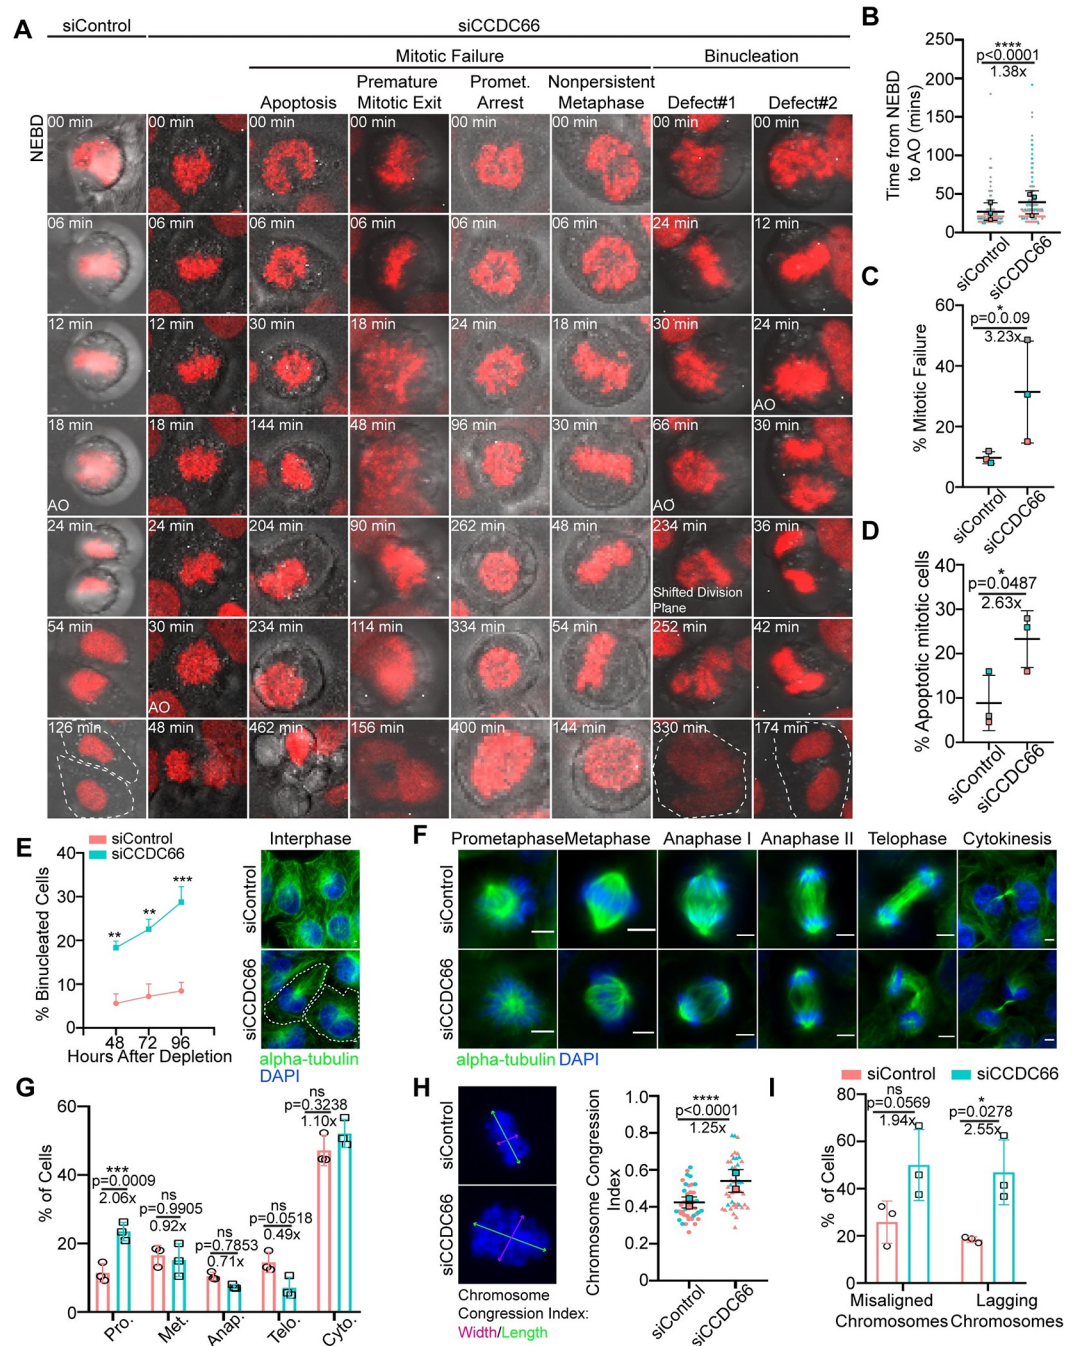 A
siControl
siCCDC66
Mitotic Failure
Binucleation
Apoptosis
Premature
Mitotic Exit
Promet.
Arrest
Nonpersistent
Metaphase
Defect#1
Defect#2
NEBD
00 min
00 min
00 min
00 min
00 min
00 min
00 min
00 min
06 min
06 min
06 min
06 min
06 min
06 min
24 min
12 min
12 min
12 min
30 min
18 min
24 min
18 min
30 min
24 min
AO
18 min
18 min
144 min
48 min
96 min
30 min
66 min
39 min
AO
AO
24 min
24 min
204 min
90 min
262 min
48 min
234 min
36 min
Shifted Division
Plane
54 min
30 min
234 min
114 min
334 min
54 min
252 min
42 min
AO
126 min
48 min
462 min
156 min
400 min
144 min
330 min
174 min
B
Time from NEBD
to AO (mins)
250
200
150
100
50
0
****
p<0.0001
1.38x
siControl
siCCDC66
C
% Mitotic Failure
60
40
20
0
*
p=0.0.09
3.23x
siControl
siCCDC66
D
% Apoptotic mitotic cells
40
30
20
10
0
*
p=0.0487
2.63x
siControl
siCCDC66
E
siControl
siCCDC66
% Binucleated Cells
40
30
20
10
0
**
**
***
48
72
96
Hours After Depletion
Interphase
siControl
siCCDC66
alpha-tubulin
DAPI
F
Prometaphase
Metaphase
Anaphase I
Anaphase II
Telophase
Cytokinesis
siControl
siCCDC66
alpha-tubulin
DAPI
G
% of Cells
60
40
20
0
***
p=0.0009
2.06x
ns
p=0.9905
0.92x
ns
p=0.7853
0.71x
ns
p=0.0518
0.49x
ns
p=0.3238
1.10x
Pro.
Met.
Anap.
Telo.
Cyto.
H
siControl
siCCDC66
Chromosome
Congression Index:
Width/Length
Chromosome Congression
Index
1.0
0.8
0.6
0.4
0.2
0
****
p<0.0001
1.25x
siControl
siCCDC66
I
siControl
siCCDC66
% of Cells
80
60
40
20
0
ns
p=0.0569
1.94x
*
p=0.0278
2.55x
Misaligned
Chromosomes
Lagging
Chromosomes